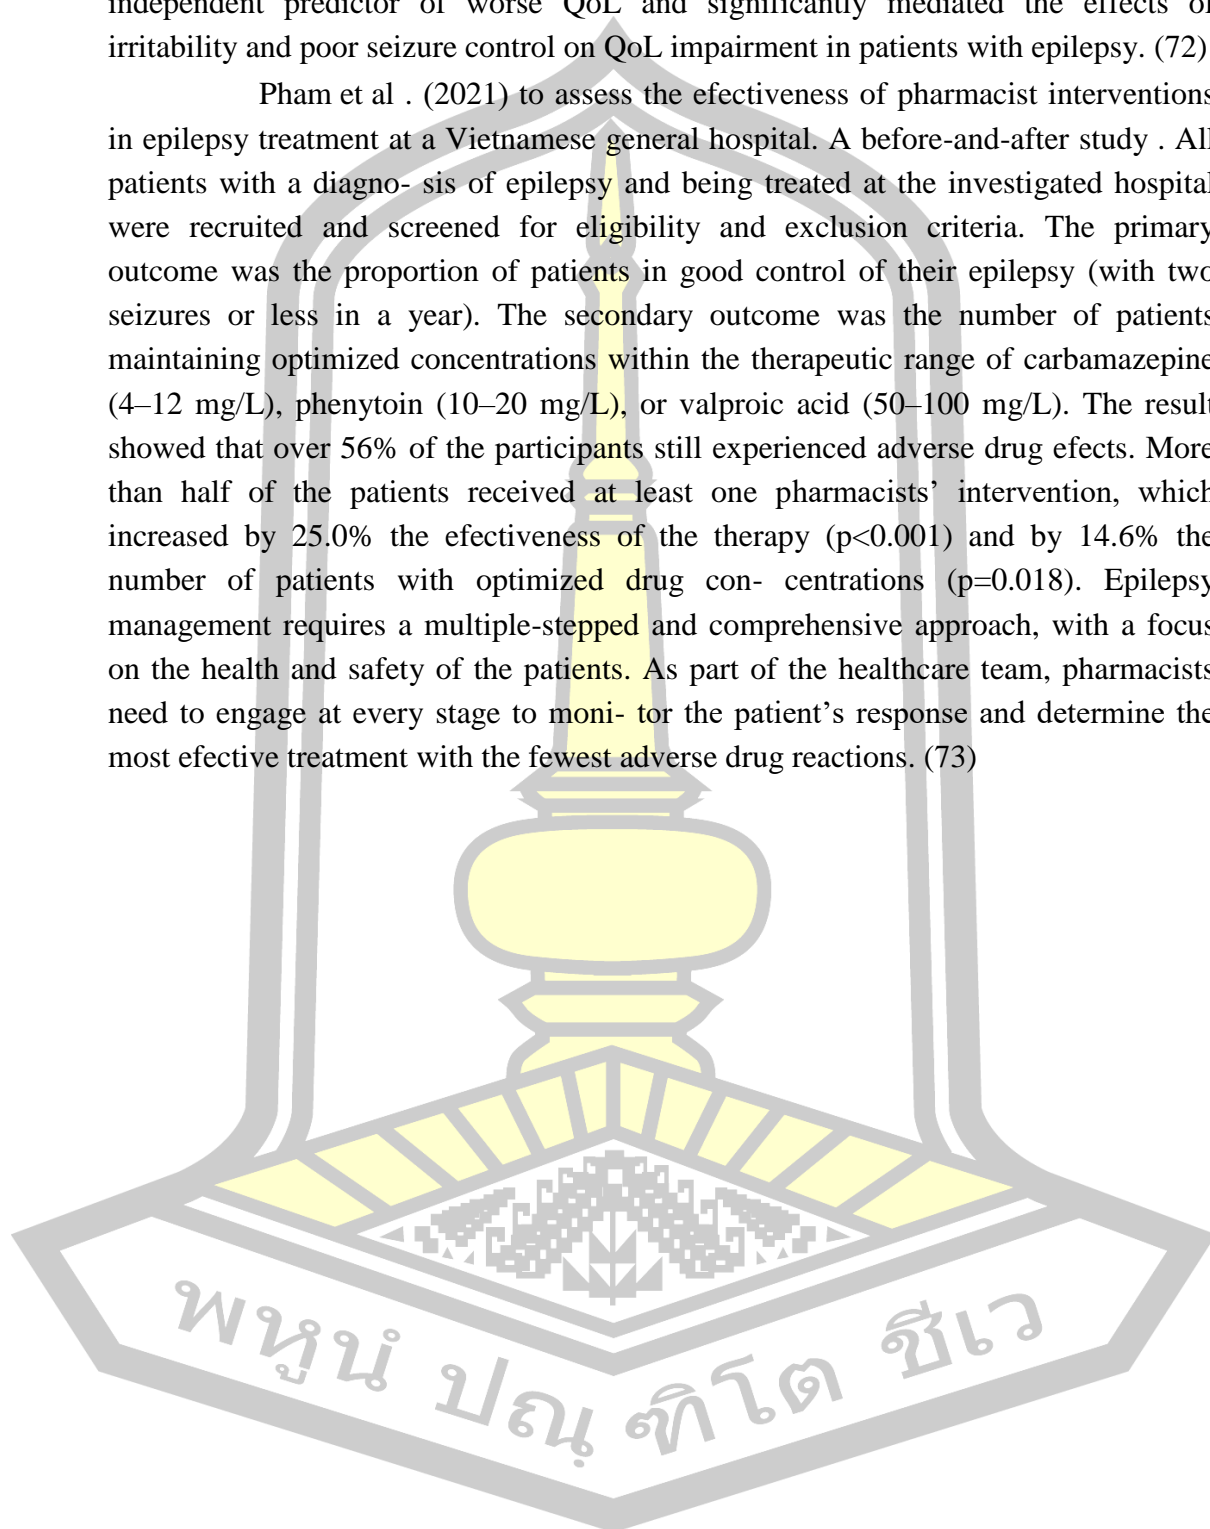 independent predictor of worse QoL and significantly mediated the effects of
irritability and poor seizure control on QoL impairment in patients with epilepsy. (72)
Pham et al . (2021) to assess the efectiveness of pharmacist interventions
in epilepsy treatment at a Vietnamese general hospital. A before-and-after study . All
patients with a diagno- sis of epilepsy and being treated at the investigated hospital
were recruited and screened for eligibility and exclusion criteria. The primary
outcome was the proportion of patients in good control of their epilepsy (with two
seizures or less in a year). The secondary outcome was the number of patients
maintaining optimized concentrations within the therapeutic range of carbamazepine
(4–12 mg/L), phenytoin (10–20 mg/L), or valproic acid (50–100 mg/L). The result
showed that over 56% of the participants still experienced adverse drug efects. More
than half of the patients received at least one pharmacists’ intervention, which
increased by 25.0% the efectiveness of the therapy (p<0.001) and by 14.6% the
number of patients with optimized drug con- centrations (p=0.018). Epilepsy
management requires a multiple-stepped and comprehensive approach, with a focus
on the health and safety of the patients. As part of the healthcare team, pharmacists
need to engage at every stage to moni- tor the patient’s response and determine the
most efective treatment with the fewest adverse drug reactions. (73)
พหูนํ ปณฺฑิโต ชีเว